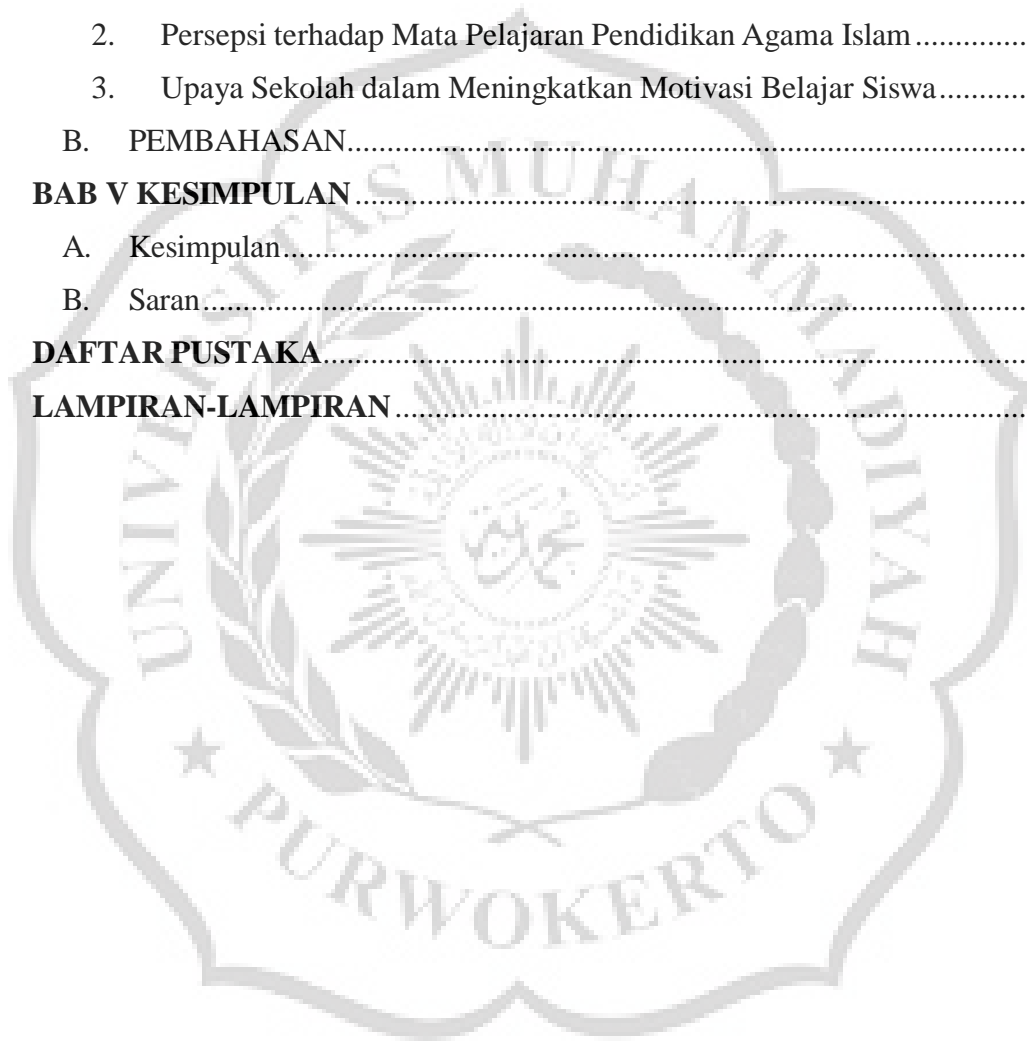 2. Persepsi terhadap Mata Pelajaran Pendidikan Agama Islam..............
3. Upaya Sekolah dalam Meningkatkan Motivasi Belajar Siswa...........
B. PEMBAHASAN.....................................................................................
BAB V KESIMPULAN....................................................................................
A. Kesimpulan.............................................................................................
B. Saran.......................................................................................................
DAFTAR PUSTAKA........................................................................................
LAMPIRAN-LAMPIRAN...............................................................................
UNIVERSITAS MUHAMMADIYAH
PURWOKERTO